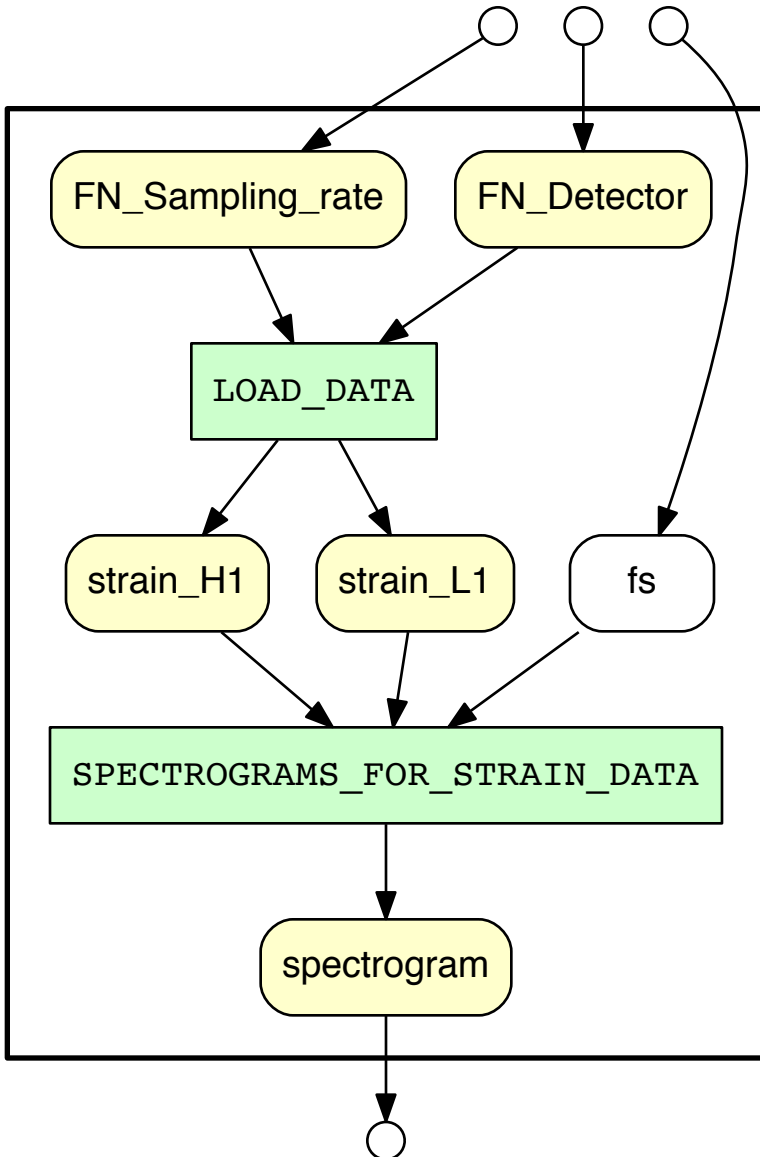 FN_Sampling_rate
FN_Detector
LOAD_DATA
strain_H1
strain_L1
fs
SPECTROGRAMS_FOR_STRAIN_DATA
spectrogram